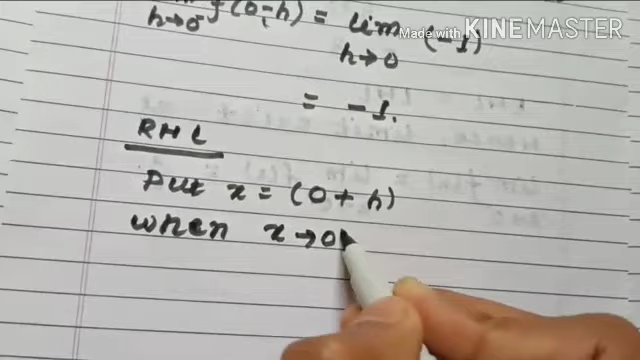 h→0 f(0-h) = lim (-1)
h→0
= -1.
RHL
Put x = (0 + h)
when x→0
Made with KINEMASTER